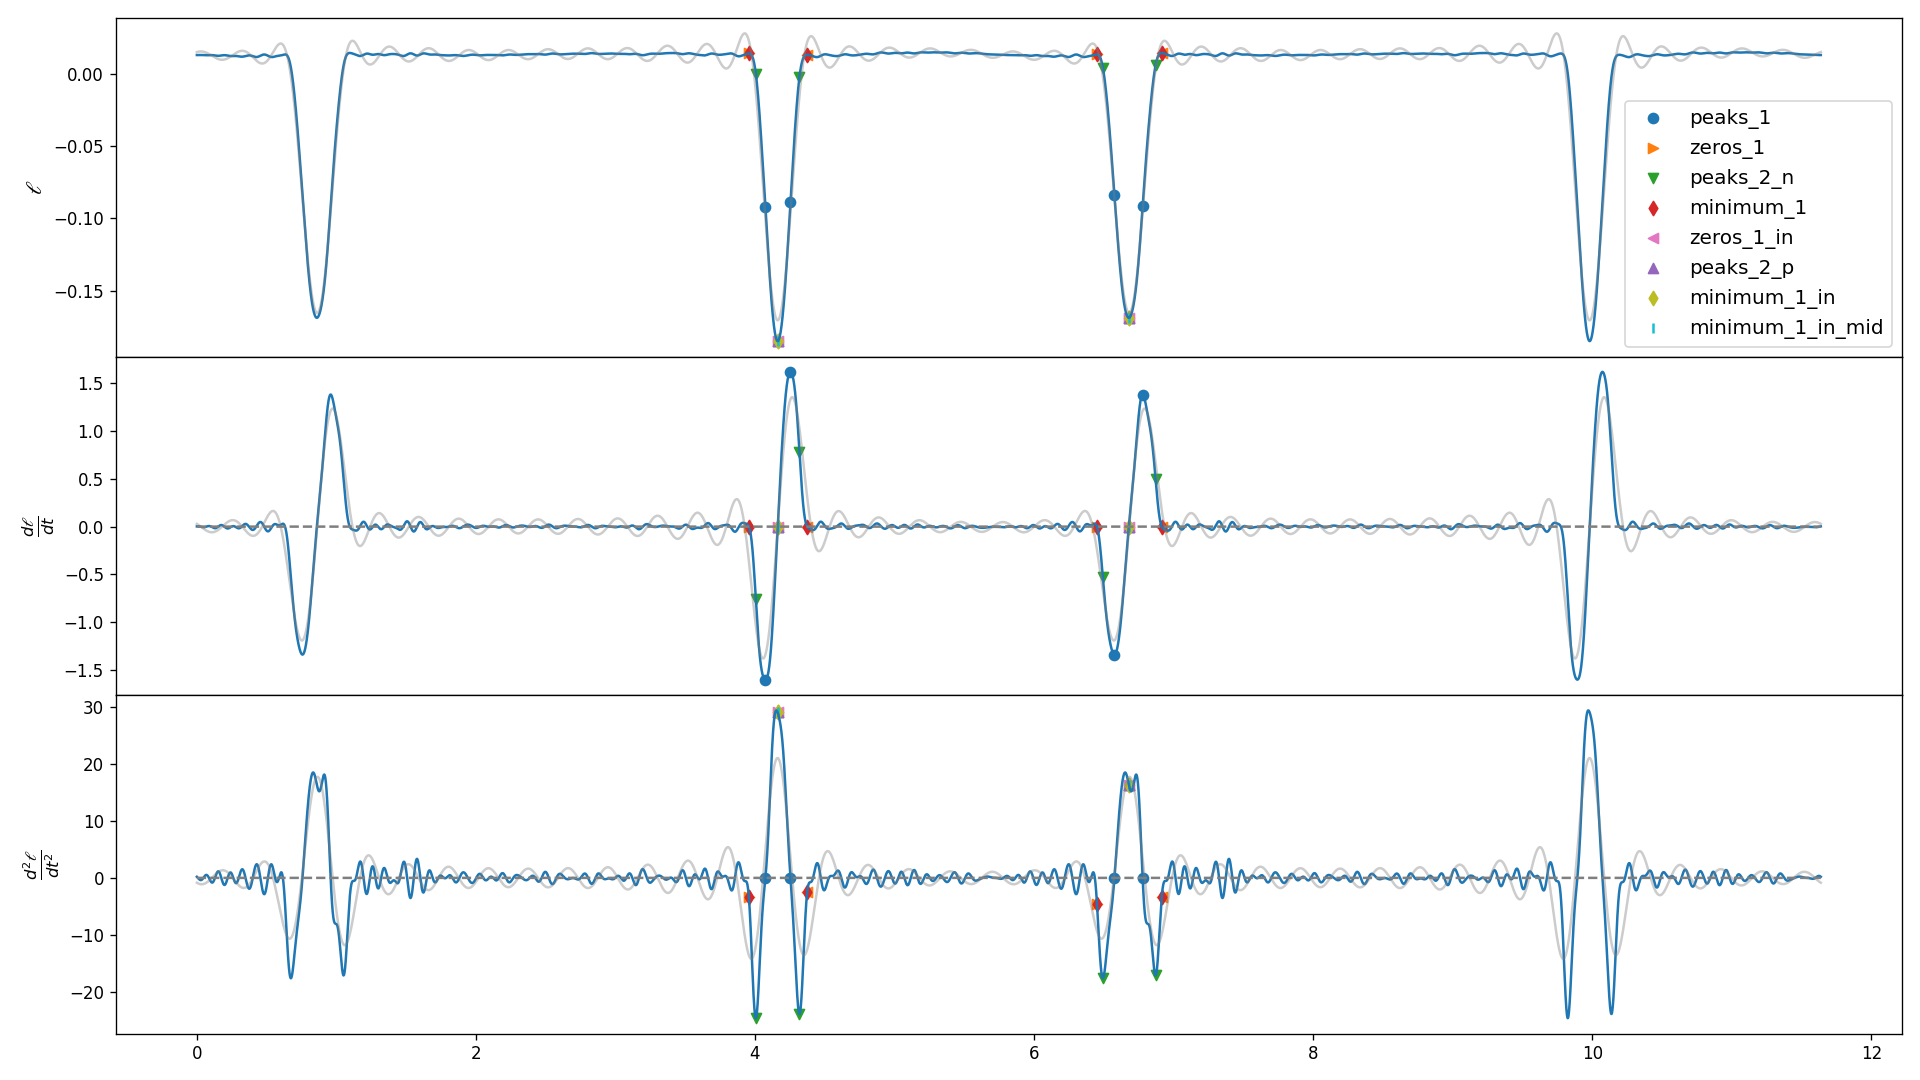 0.00
−0.05
−0.10
−0.15
ℓ
peaks_1
zeros_1
peaks_2_n
minimum_1
zeros_1_in
peaks_2_p
minimum_1_in
minimum_1_in_mid
1.5
1.0
0.5
0.0
−0.5
−1.0
−1.5
dℓ
dt
30
20
10
0
−10
−20
d²ℓ
dt²
0 2 4 6 8 10 12